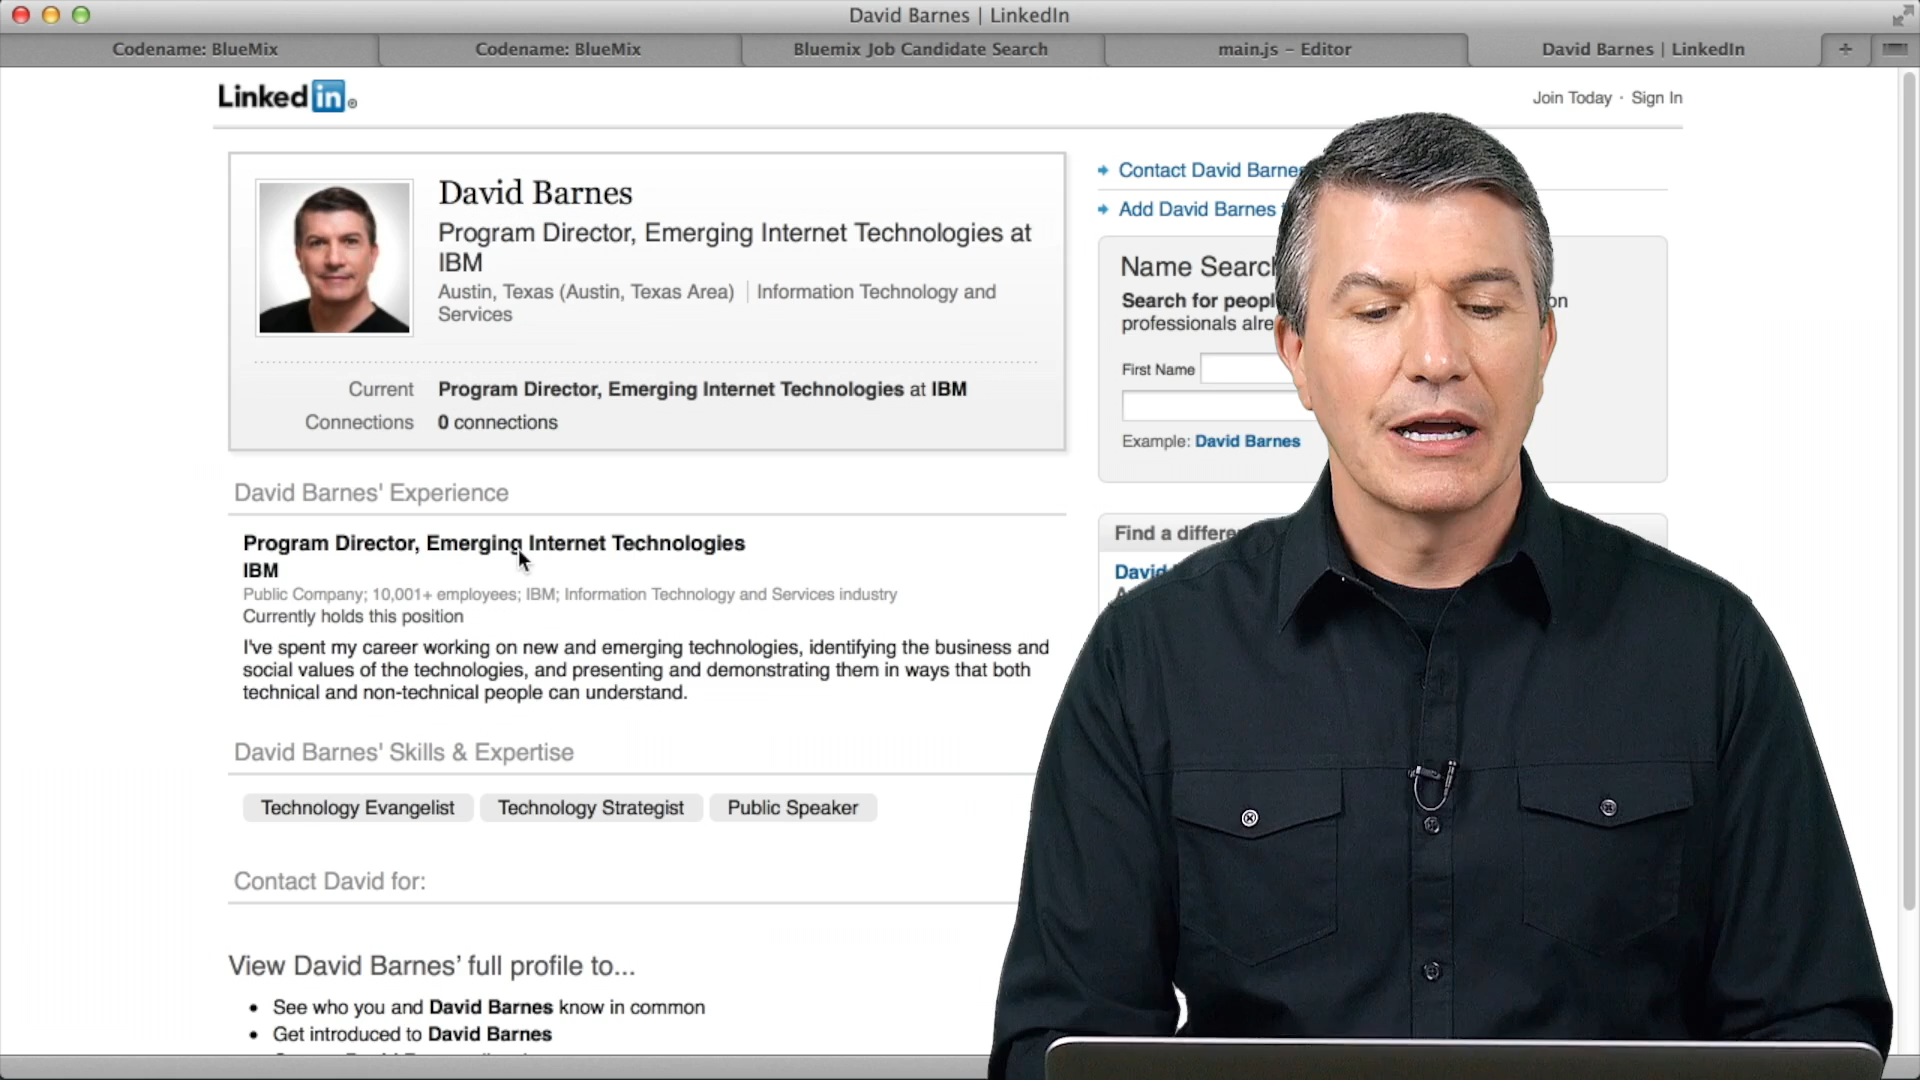 David Barnes | LinkedIn
Codename: BlueMix
Codename: BlueMix
Bluemix Job Candidate Search
main.js – Editor
David Barnes | LinkedIn
Linked in
Join Today · Sign In
David Barnes
Program Director, Emerging Internet Technologies at
IBM
Austin, Texas (Austin, Texas Area) | Information Technology and
Services
Current Program Director, Emerging Internet Technologies at IBM
Connections 0 connections
David Barnes' Experience
Program Director, Emerging Internet Technologies
IBM
Public Company; 10,001+ employees; IBM; Information Technology and Services industry
Currently holds this position
I've spent my career working on new and emerging technologies, identifying the business and
social values of the technologies, and presenting and demonstrating them in ways that both
technical and non-technical people can understand.
David Barnes' Skills & Expertise
Technology Evangelist Technology Strategist Public Speaker
Contact David for:
View David Barnes’ full profile to...
• See who you and David Barnes know in common
• Get introduced to David Barnes
Contact David Barnes
Add David Barnes
Name Search
Search for people on
professionals
First Name
Example: David Barnes
Find a
David